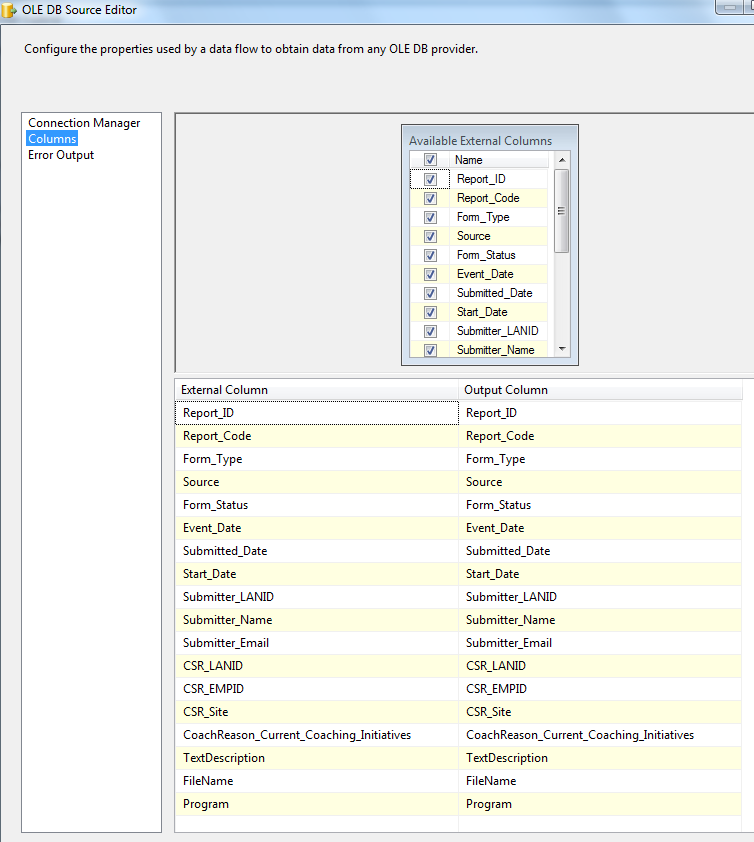 OLE DB Source Editor
Configure the properties used by a data flow to obtain data from any OLE DB provider.
Connection Manager
Columns
Error Output
Available External Columns
Name
Report_ID
Report_Code
Form_Type
Source
Form_Status
Event_Date
Submitted_Date
Start_Date
Submitter_LANID
Submitter_Name
External Column Output Column
Report_ID Report_ID
Report_Code Report_Code
Form_Type Form_Type
Source Source
Form_Status Form_Status
Event_Date Event_Date
Submitted_Date Submitted_Date
Start_Date Start_Date
Submitter_LANID Submitter_LANID
Submitter_Name Submitter_Name
Submitter_Email Submitter_Email
CSR_LANID CSR_LANID
CSR_EMPID CSR_EMPID
CSR_Site CSR_Site
CoachReason_Current_Coaching_Initiatives CoachReason_Current_Coaching_Initiatives
TextDescription TextDescription
FileName FileName
Program Program